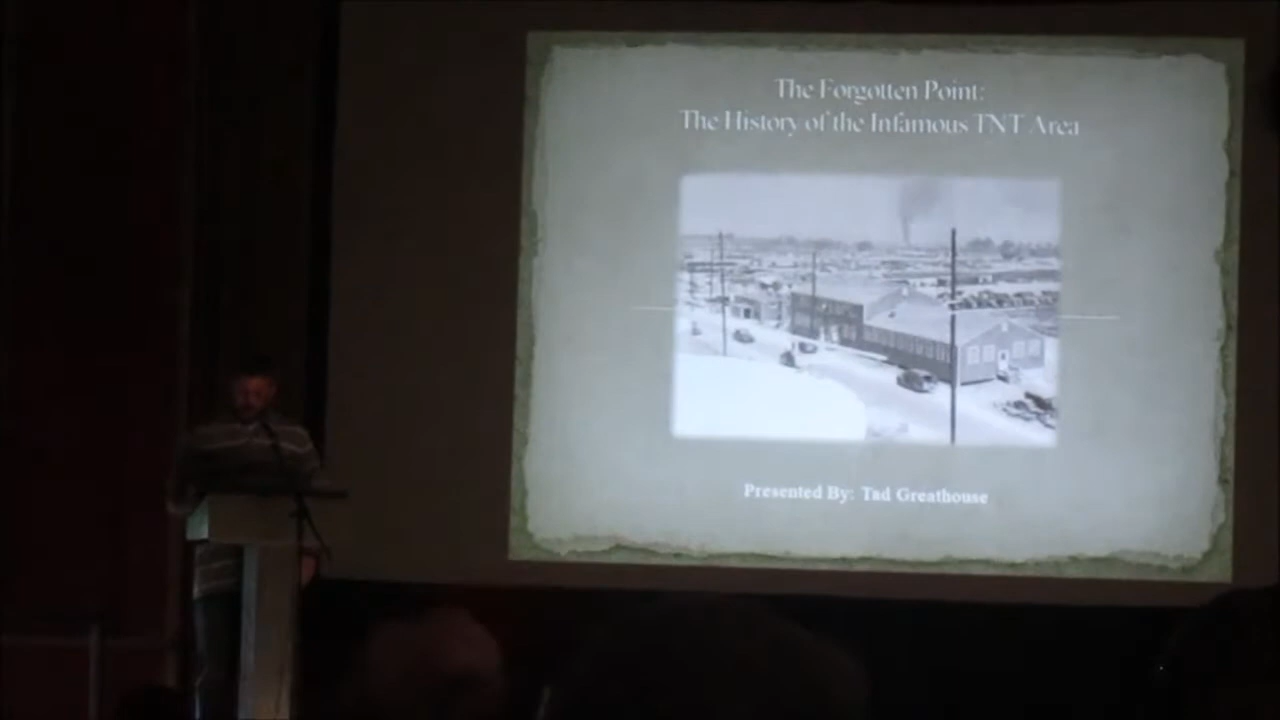 The Forgotten Point:
The History of the Infamous TNT Area
Presented By: Tad Greathouse